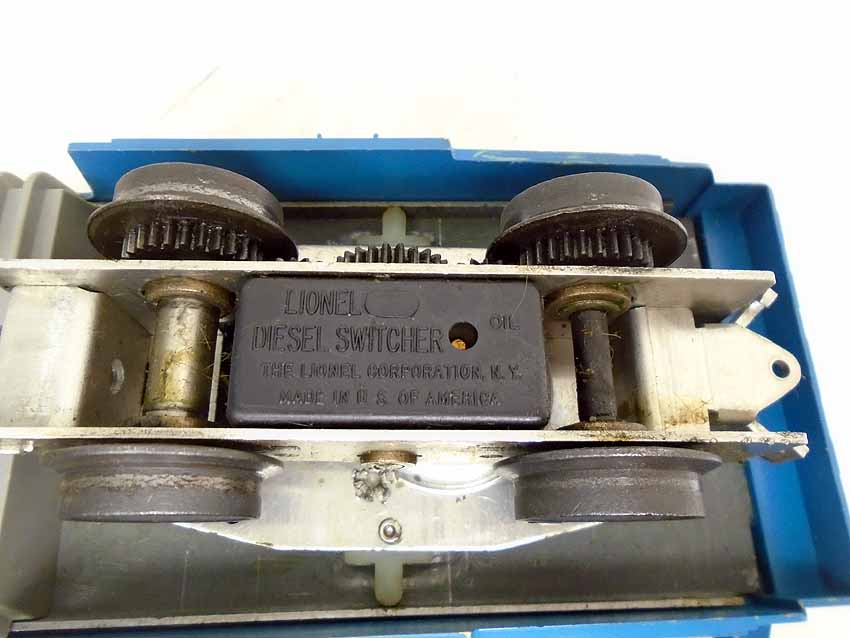 LIONEL
DIESEL SWITCHER
OIL
THE LIONEL CORPORATION, N.Y.
MADE IN U S OF AMERICA